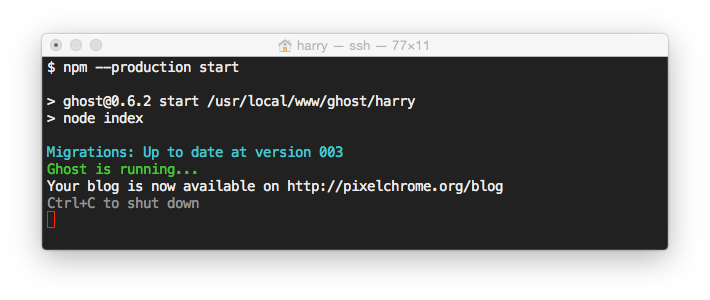 harry — ssh — 77×11
$ npm --production start
> ghost@0.6.2 start /usr/local/www/ghost/harry
> node index
Migrations: Up to date at version 003
Ghost is running...
Your blog is now available on http://pixelchrome.org/blog
Ctrl+C to shut down